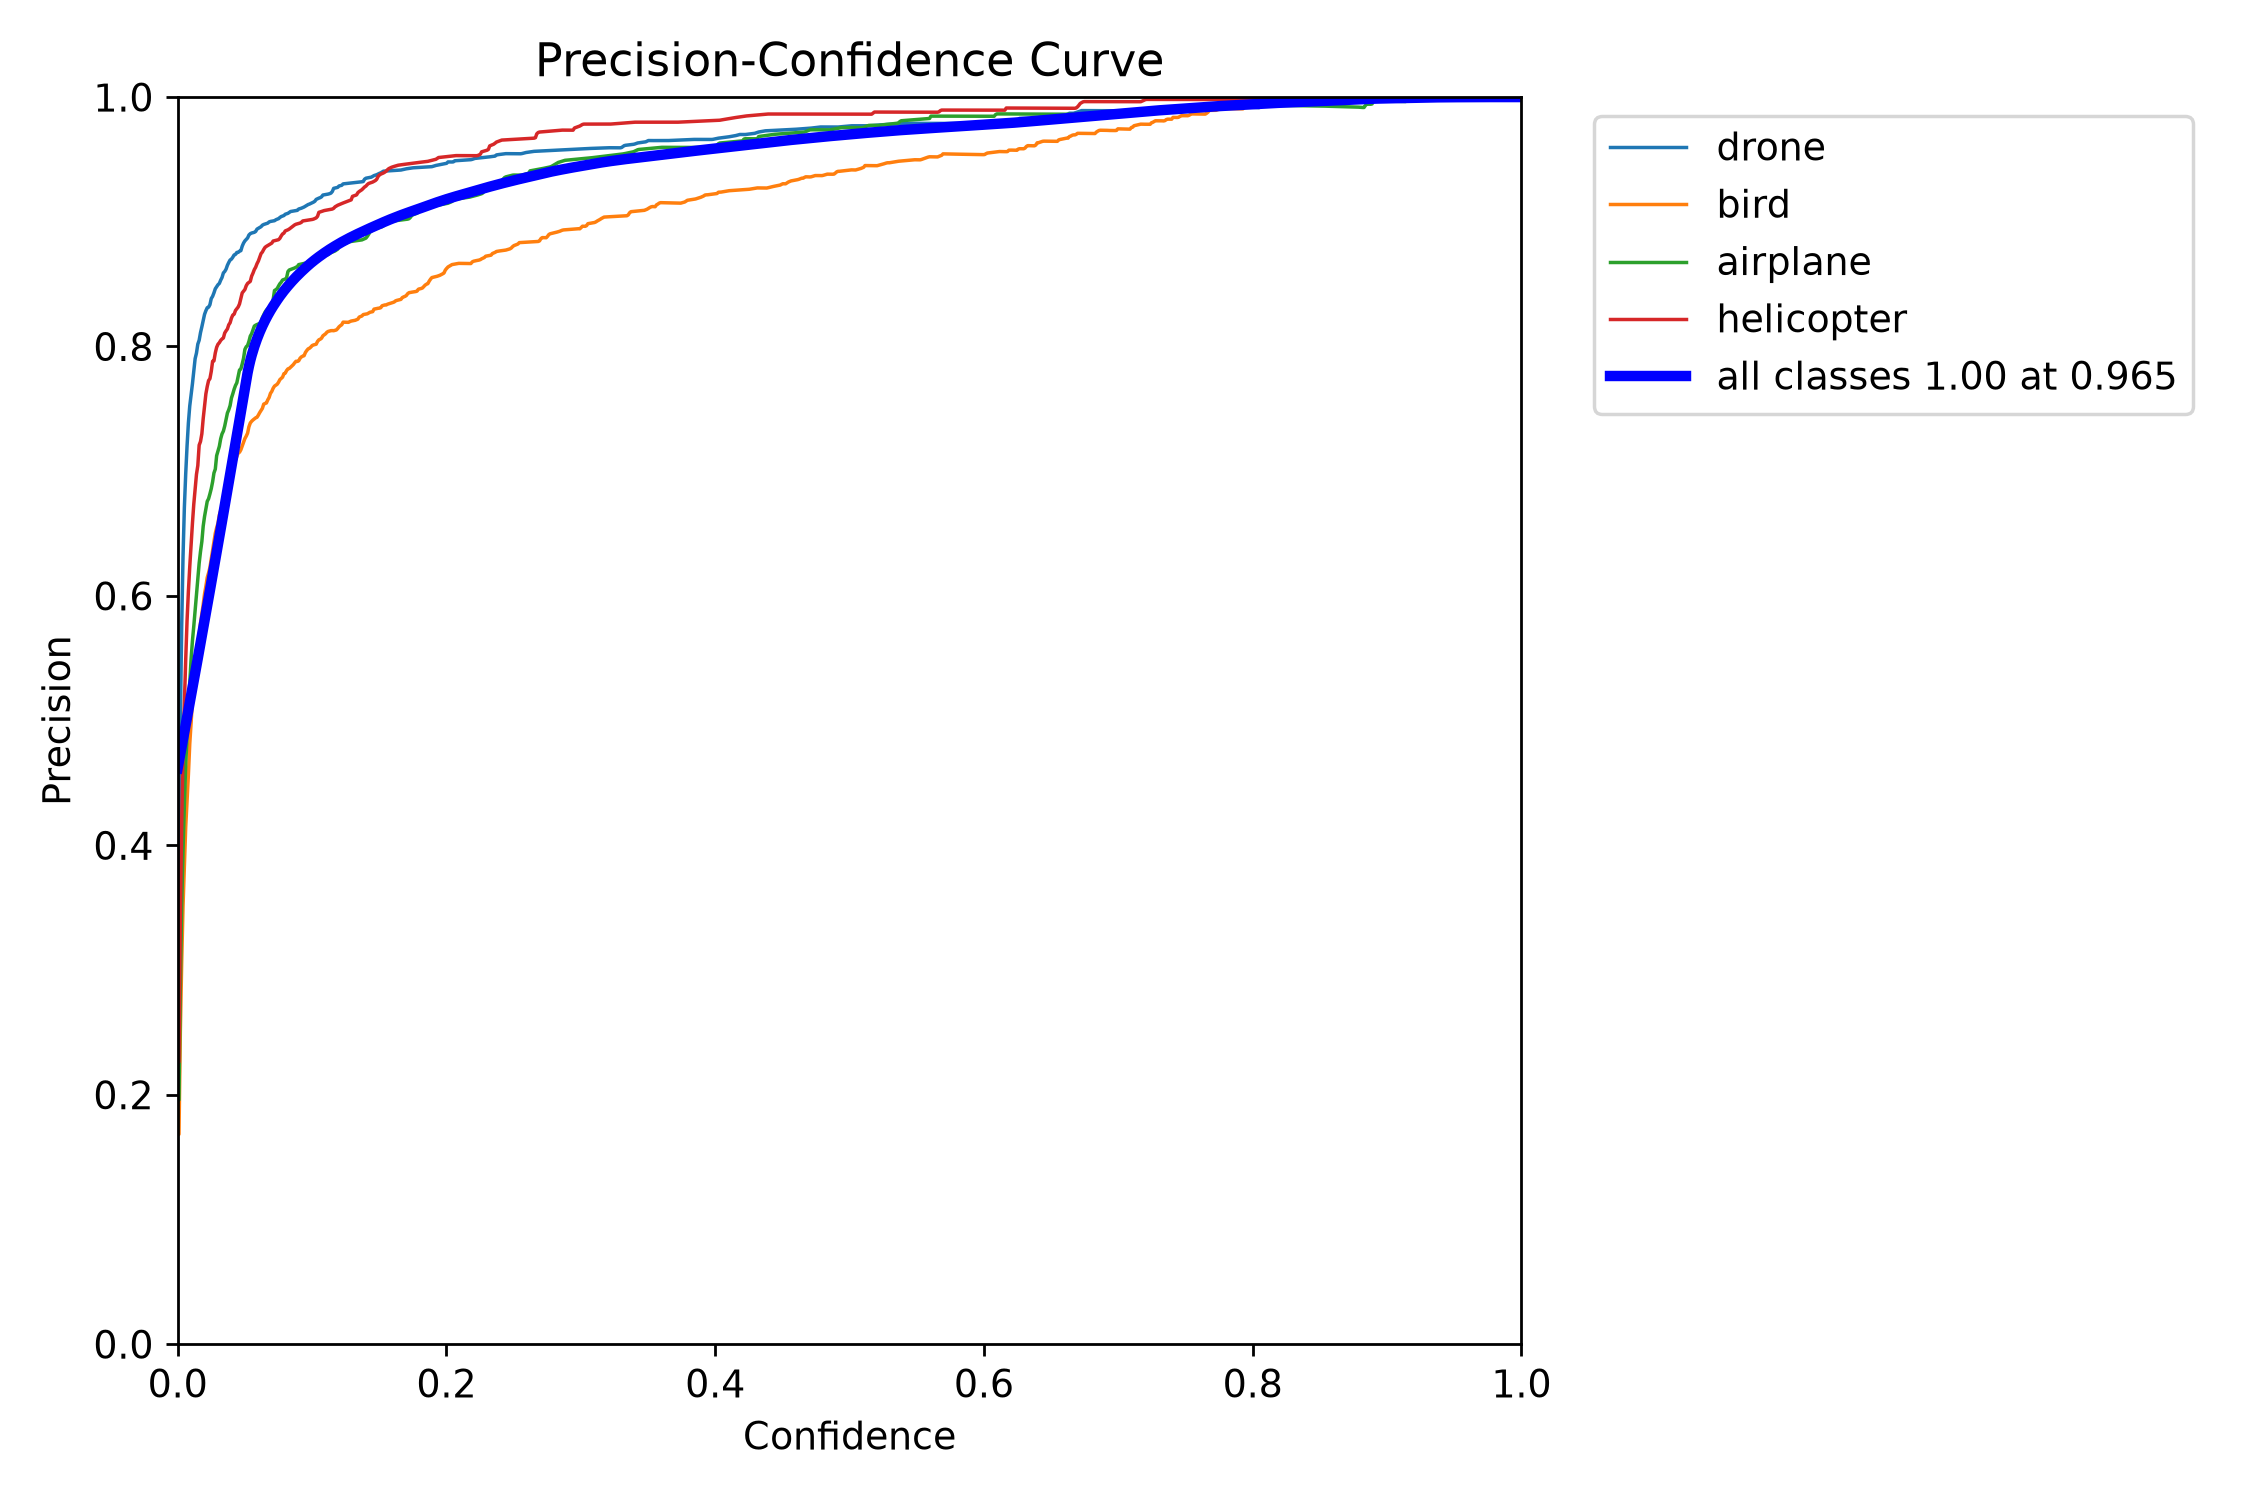 Precision-Confidence Curve
1.0
0.8
0.6
0.4
0.2
0.0
Precision
0.0 0.2 0.4 0.6 0.8 1.0
Confidence
drone
bird
airplane
helicopter
all classes 1.00 at 0.965